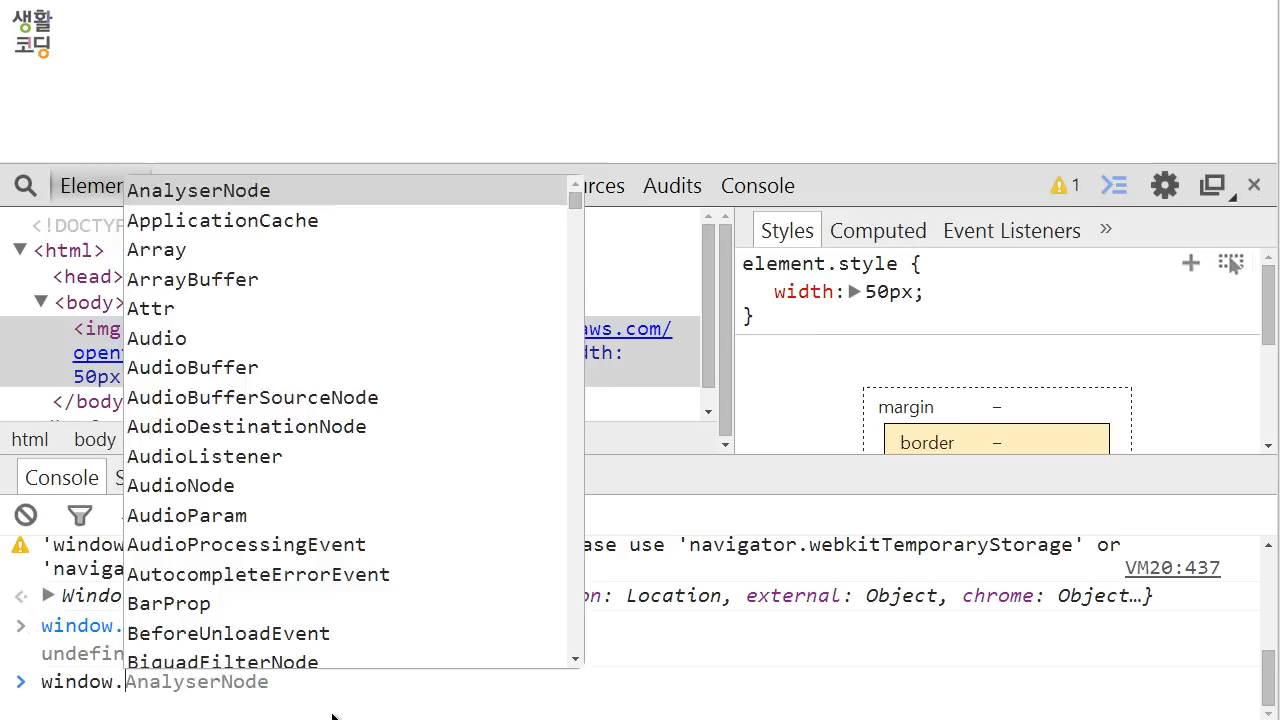 생활
코딩
Elemen
rces
Audits
Console
1
<!DOCTYP
<html>
<head>
<body>
<img
aws.com/
opent
dth:
50px
</body
html
body
AnalyserNode
ApplicationCache
Array
ArrayBuffer
Attr
Audio
AudioBuffer
AudioBufferSourceNode
AudioDestinationNode
AudioListener
AudioNode
AudioParam
AudioProcessingEvent
AutocompleteErrorEvent
BarProp
BeforeUnloadEvent
BiquadFilterNode
Styles
Computed
Event Listeners
»
element.style {
width: 50px;
}
margin –
border –
Console
S
'window
ase use 'navigator.webkitTemporaryStorage' or
'naviga
VM20:437
Windo
on: Location, external: Object, chrome: Object…}
window.
undefin
window.AnalyserNode